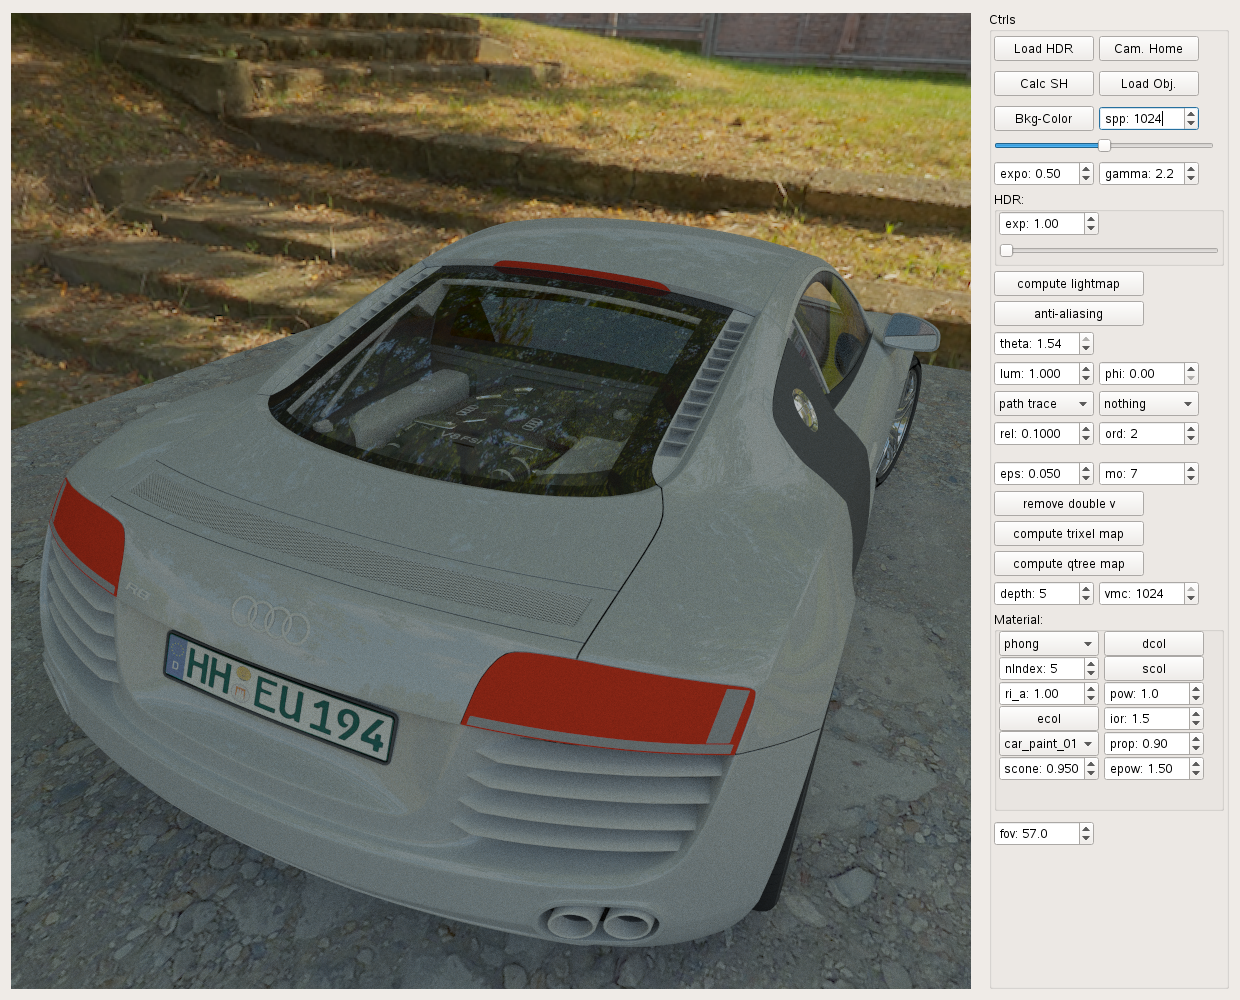 Ctrls
Load HDR
Cam. Home
Calc SH
Load Obj.
Bkg-Color
spp: 1024
expo: 0.50
gamma: 2.2
HDR:
exp: 1.00
compute lightmap
anti-aliasing
theta: 1.54
lum: 1.000
phi: 0.00
path trace
nothing
rel: 0.1000
ord: 2
eps: 0.050
mo: 7
remove double v
compute trixel map
compute qtree map
depth: 5
vmc: 1024
Material:
phong
dcol
nIndex: 5
scol
ri_a: 1.00
pow: 1.0
ecol
ior: 1.5
car_paint_01
prop: 0.90
scone: 0.950
epow: 1.50
fov: 57.0
R8
D
HH EU 194